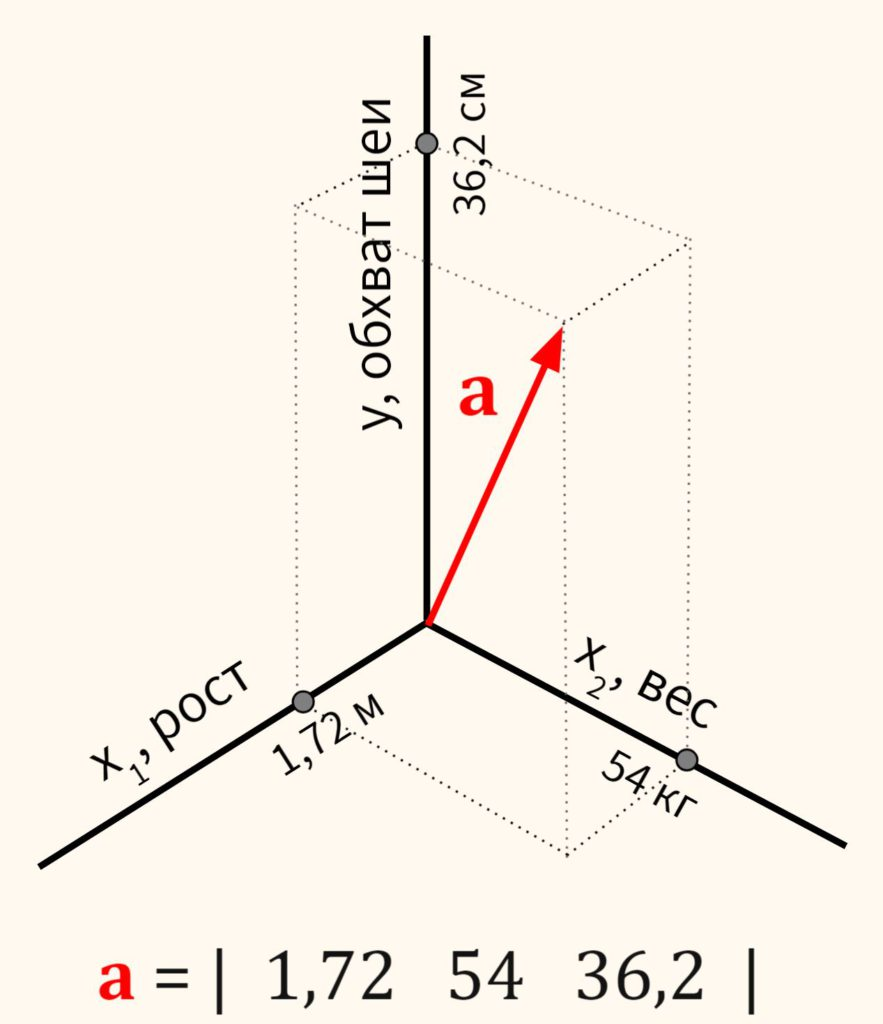 у, обхват шеи
36,2 см
a
x₁, рост
1,72 м
x₂, вес
54 кг
a = | 1,72 54 36,2 |